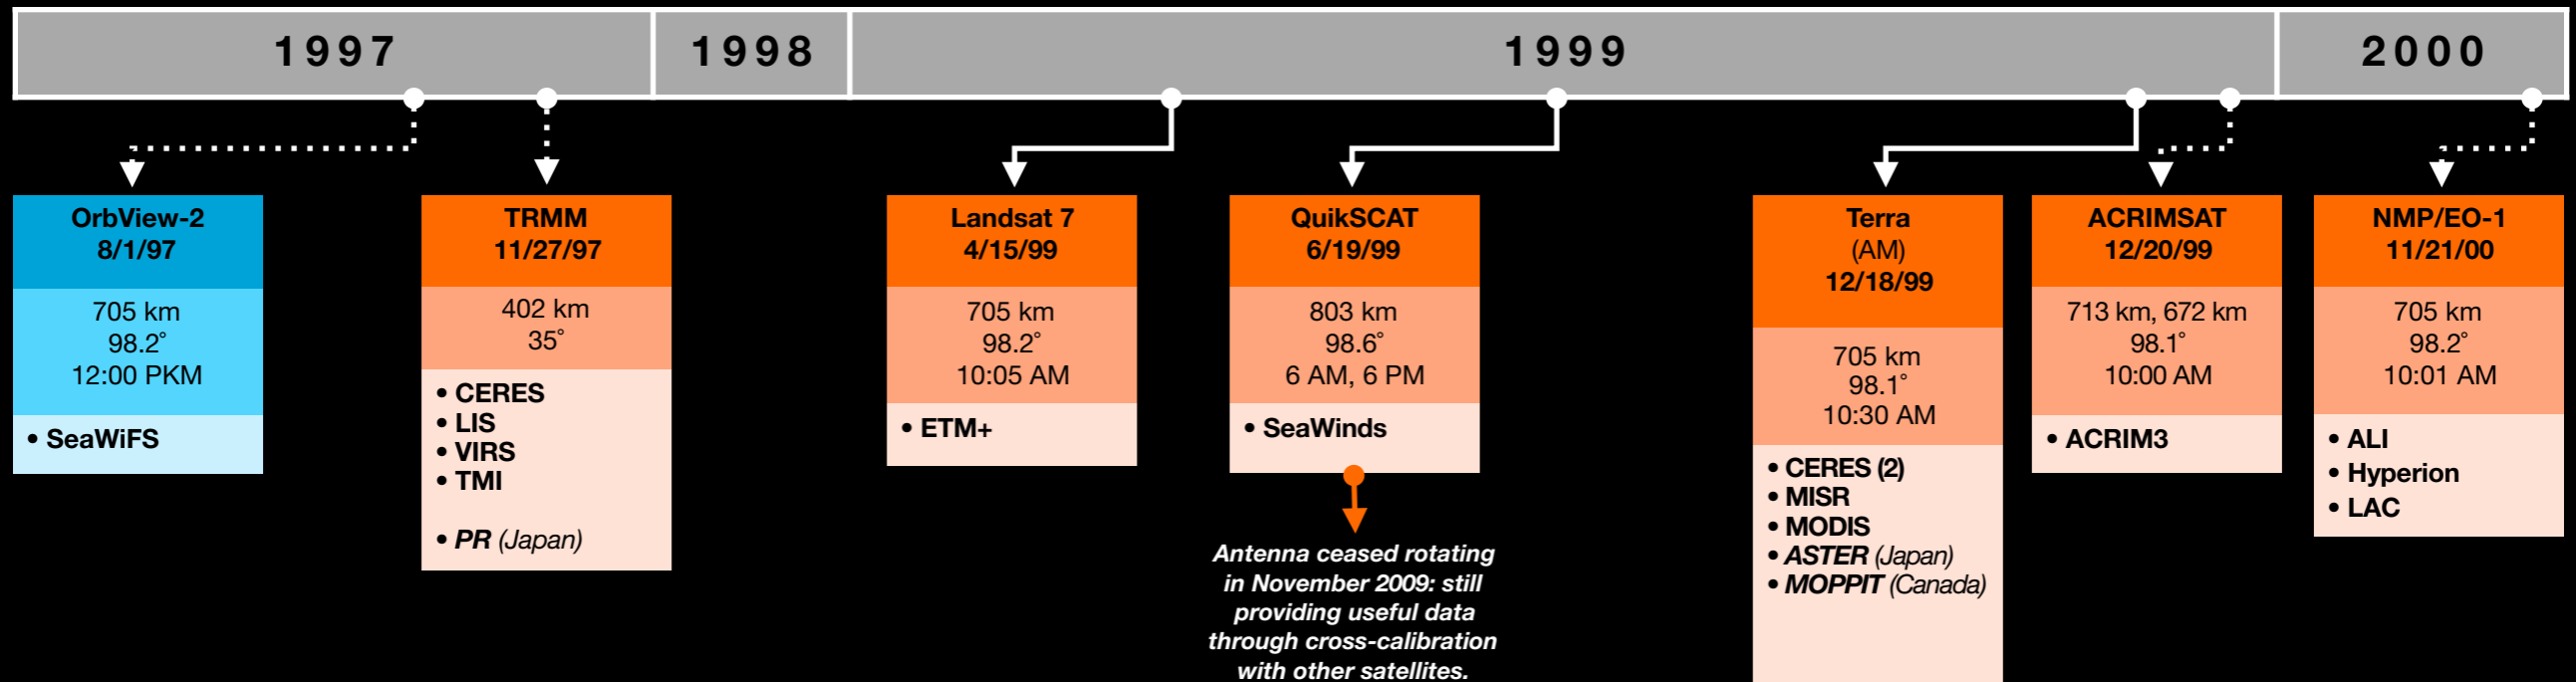 1997
1998
1999
2000
OrbView-2
8/1/97
705 km
98.2°
12:00 PKM
• SeaWiFS
TRMM
11/27/97
402 km
35°
• CERES
• LIS
• VIRS
• TMI
• PR (Japan)
Landsat 7
4/15/99
705 km
98.2°
10:05 AM
• ETM+
QuikSCAT
6/19/99
803 km
98.6°
6 AM, 6 PM
• SeaWinds
Antenna ceased rotating
in November 2009: still
providing useful data
through cross-calibration
with other satellites.
Terra
(AM)
12/18/99
705 km
98.1°
10:30 AM
• CERES (2)
• MISR
• MODIS
• ASTER (Japan)
• MOPPIT (Canada)
ACRIMSAT
12/20/99
713 km, 672 km
98.1°
10:00 AM
• ACRIM3
NMP/EO-1
11/21/00
705 km
98.2°
10:01 AM
• ALI
• Hyperion
• LAC